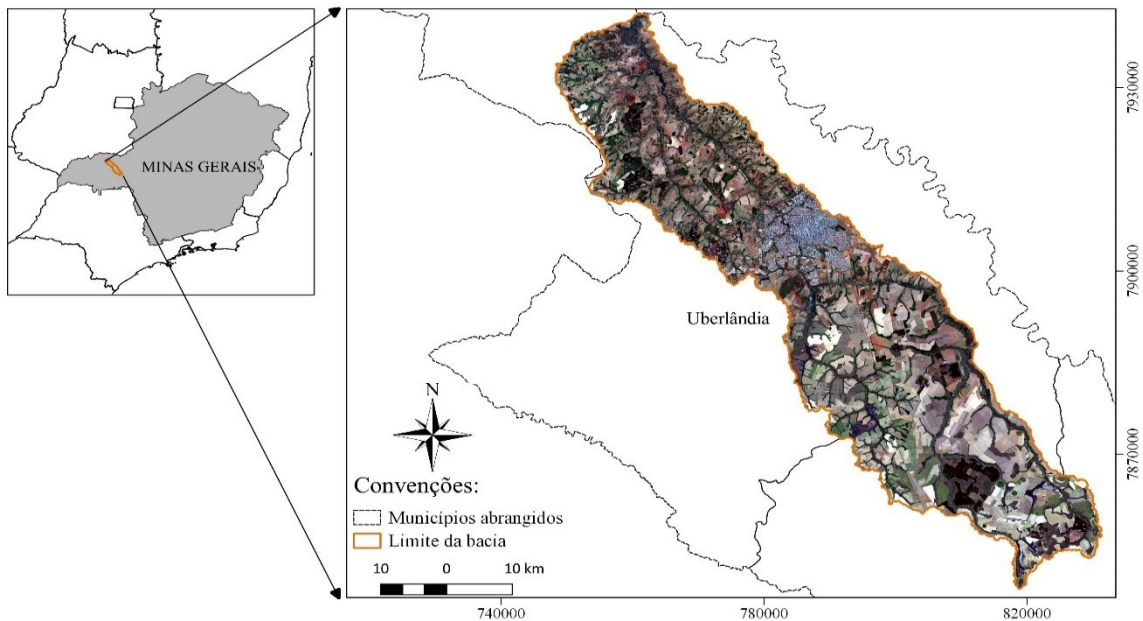 MINAS GERAIS
Uberlândia
N
Convenções:
Municípios abrangidos
Limite da bacia
10 0 10 km
7930000
7900000
7870000
740000 780000 820000